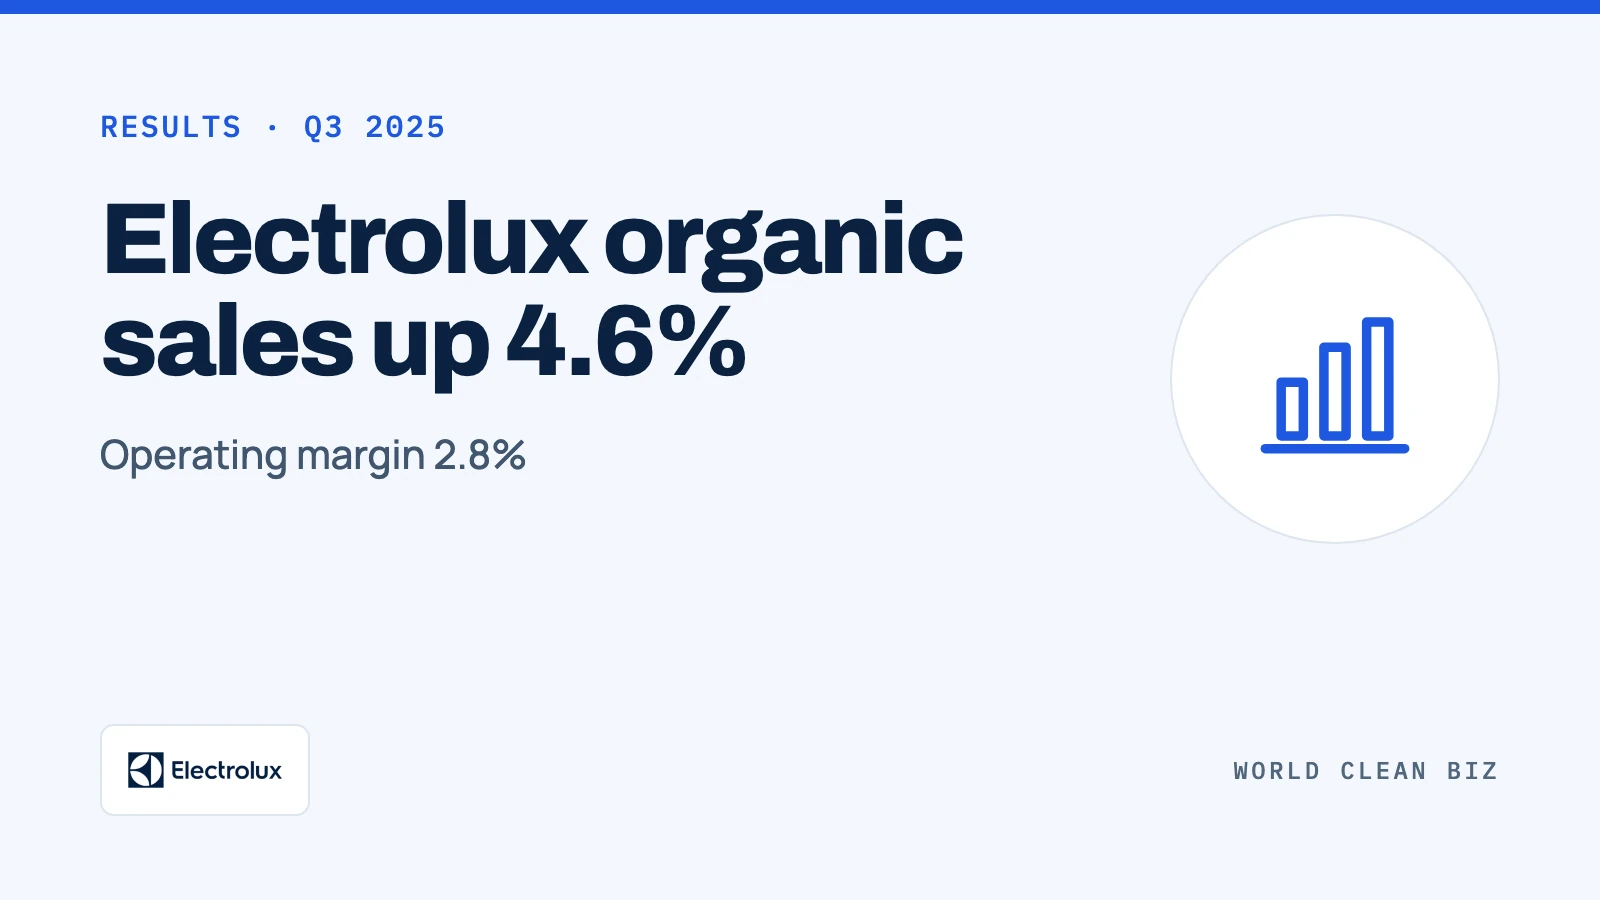 RESULTS · Q3 2025
Electrolux organic
sales up 4.6%
Operating margin 2.8%
Electrolux
WORLD CLEAN BIZ